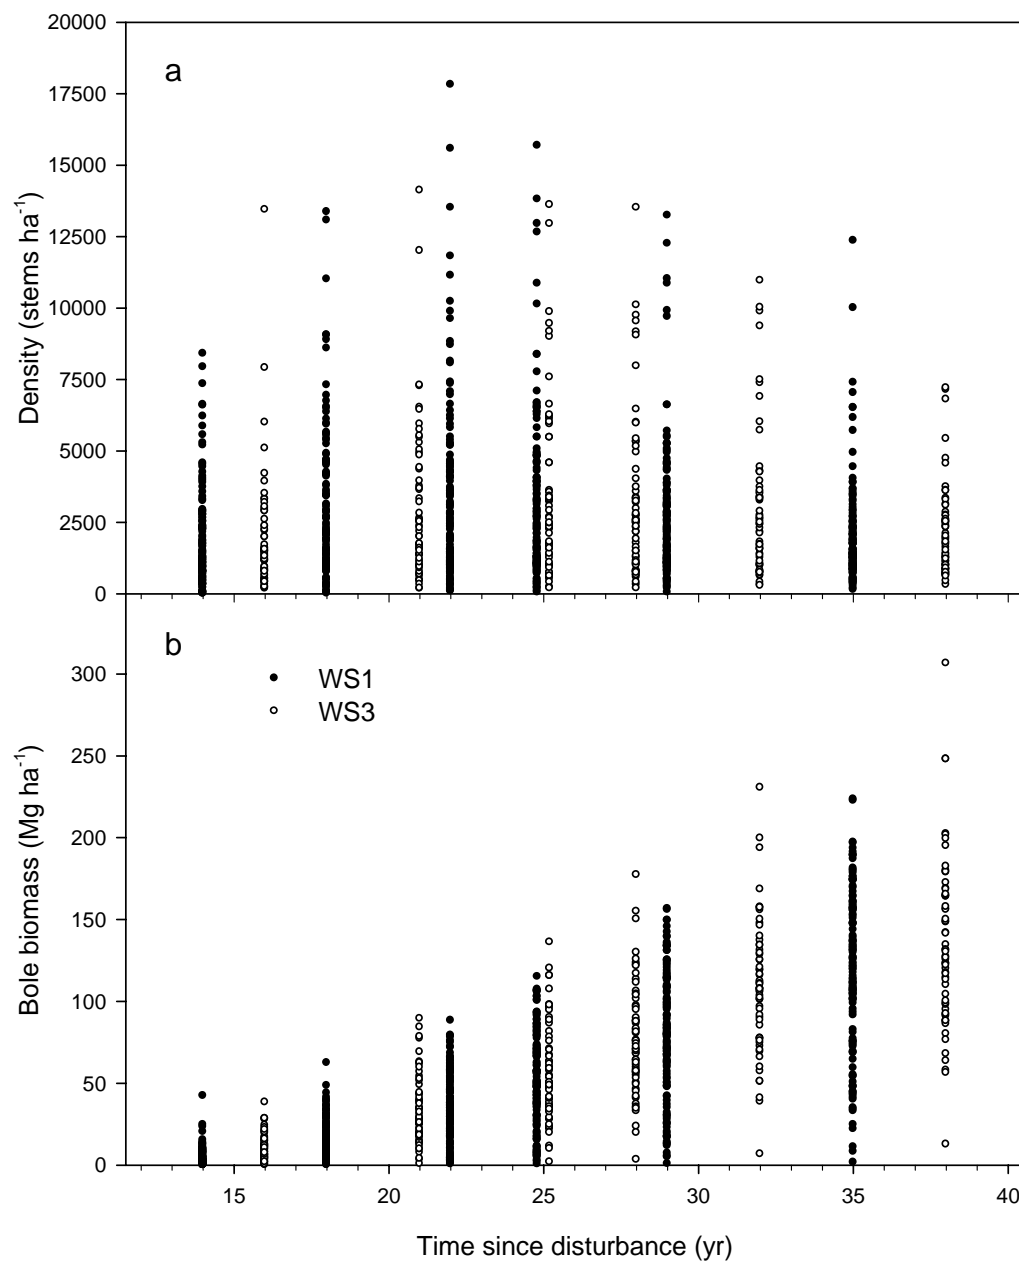 a
20000
17500
15000
12500
10000
7500
5000
2500
0
Density (stems ha⁻¹)
b
WS1
WS3
300
250
200
150
100
50
0
Bole biomass (Mg ha⁻¹)
15 20 25 30 35 40
Time since disturbance (yr)